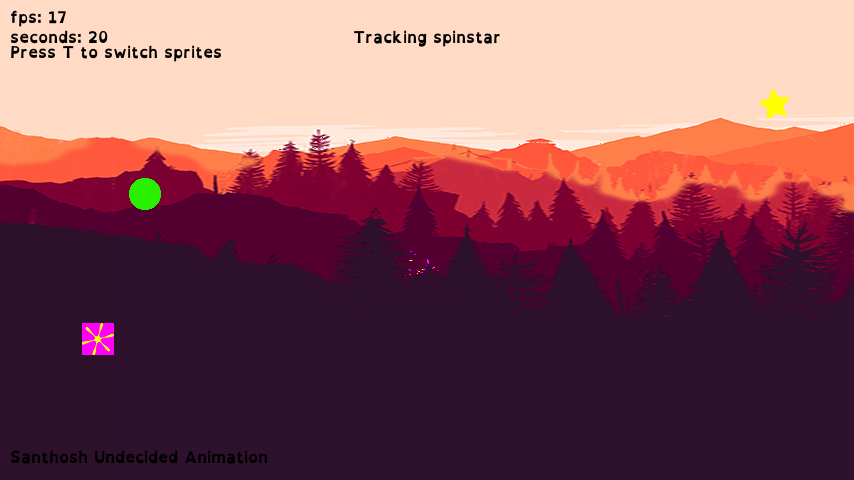 fps: 17
seconds: 20
Tracking spinstar
Press T to switch sprites
Santhosh Undecided Animation